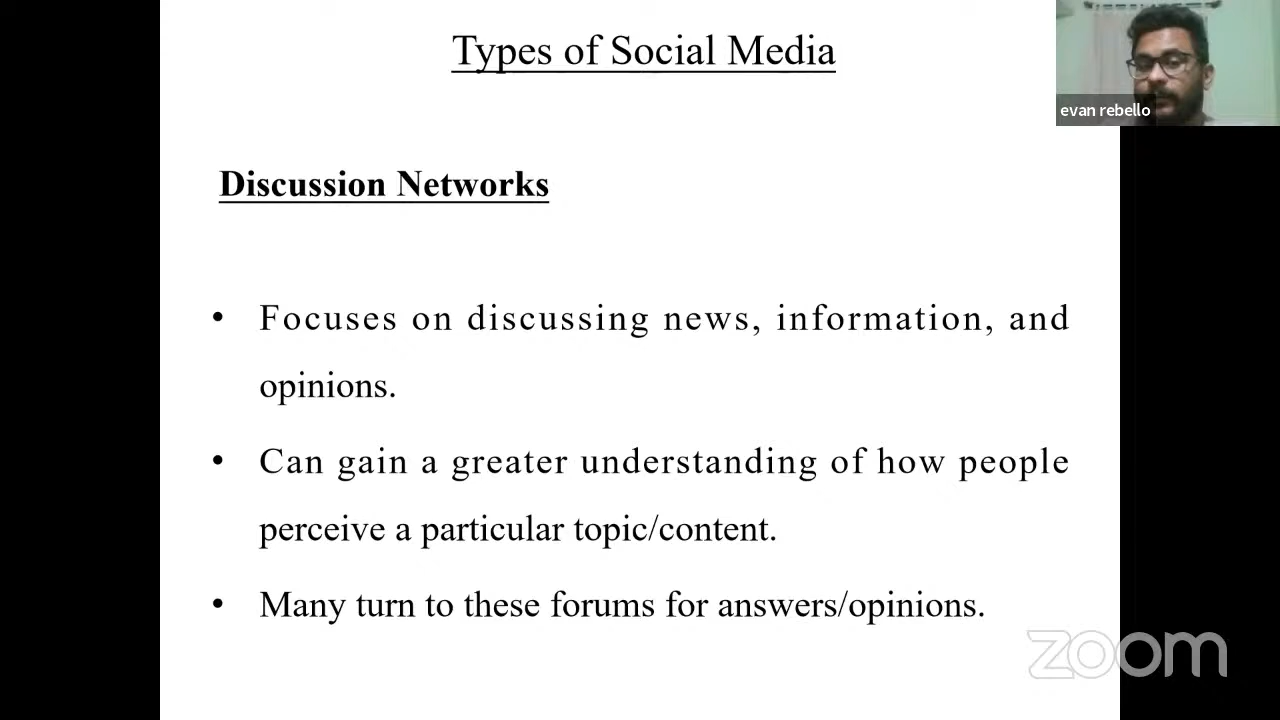 Types of Social Media
evan rebello
Discussion Networks
• Focuses on discussing news, information, and
opinions.
• Can gain a greater understanding of how people
perceive a particular topic/content.
• Many turn to these forums for answers/opinions.
zoom